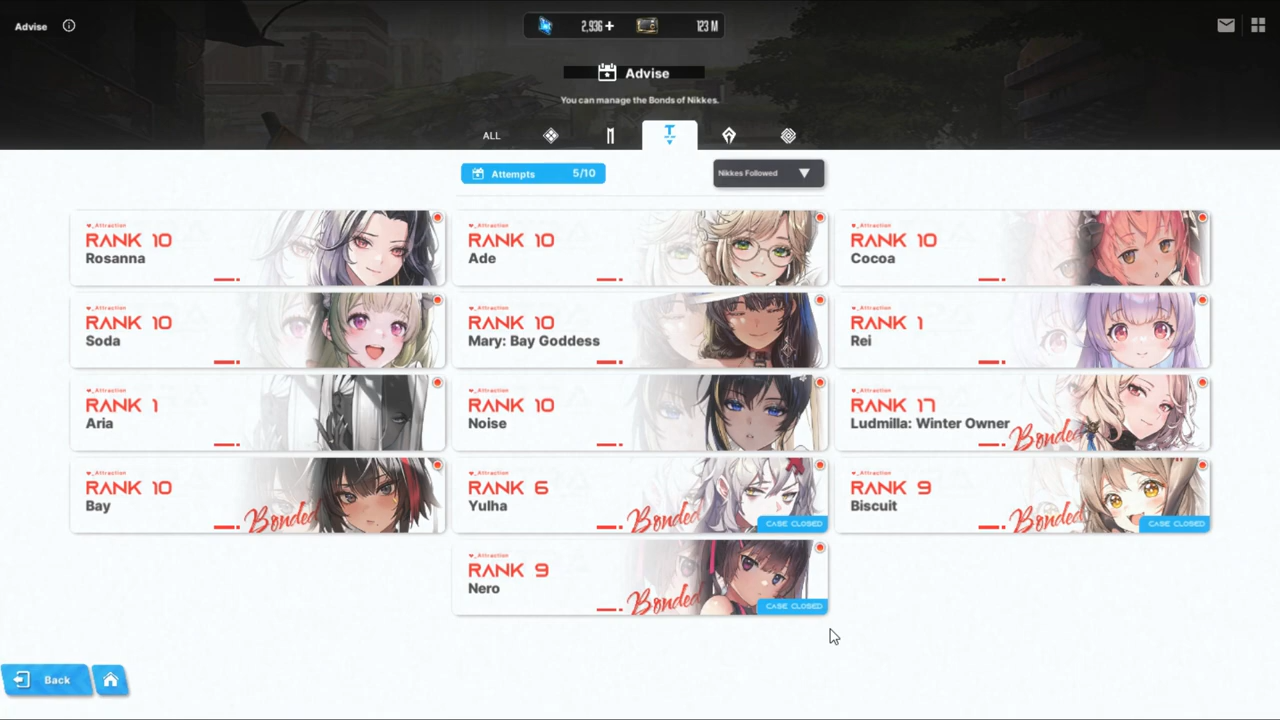 Advise
2,936 +
123 M
Advise
You can manage the Bonds of Nikkes.
ALL
Attempts 5/10
Nikkes Followed
Attraction
RANK 10
Rosanna
Attraction
RANK 10
Ade
Attraction
RANK 10
Cocoa
Attraction
RANK 10
Soda
Attraction
RANK 10
Mary: Bay Goddess
Attraction
RANK 1
Rei
Attraction
RANK 1
Aria
Attraction
RANK 10
Noise
Attraction
RANK 17
Ludmilla: Winter Owner
Bonded
Attraction
RANK 10
Bay
Bonded
Attraction
RANK 6
Yulha
Bonded
CASE CLOSED
Attraction
RANK 9
Biscuit
Bonded
CASE CLOSED
Attraction
RANK 9
Nero
Bonded
CASE CLOSED
Back